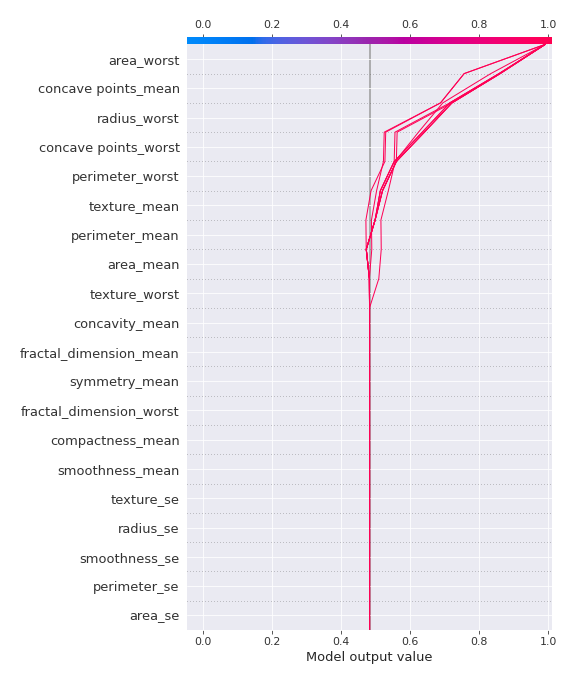 0.0 0.2 0.4 0.6 0.8 1.0
area_worst
concave points_mean
radius_worst
concave points_worst
perimeter_worst
texture_mean
perimeter_mean
area_mean
texture_worst
concavity_mean
fractal_dimension_mean
symmetry_mean
fractal_dimension_worst
compactness_mean
smoothness_mean
texture_se
radius_se
smoothness_se
perimeter_se
area_se
0.0 0.2 0.4 0.6 0.8 1.0
Model output value